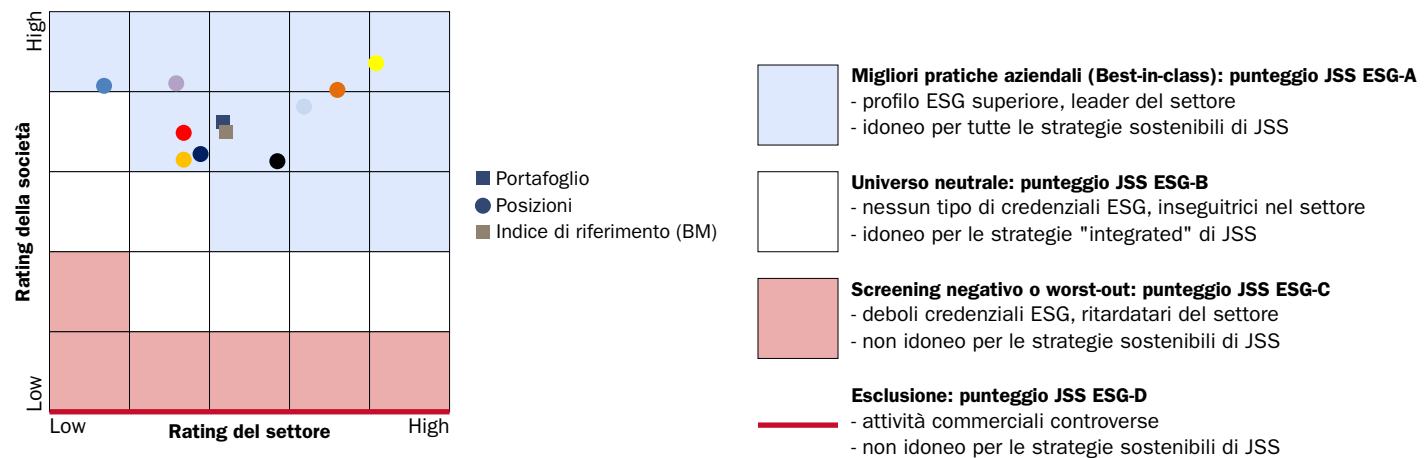 High
Rating della società
Low
Low
Rating del settore
High
Portafoglio
Posizioni
Indice di riferimento (BM)
Migliori pratiche aziendali (Best-in-class): punteggio JSS ESG-A
- profilo ESG superiore, leader del settore
- idoneo per tutte le strategie sostenibili di JSS
Universo neutrale: punteggio JSS ESG-B
- nessun tipo di credenziali ESG, inseguitrici nel settore
- idoneo per le strategie "integrated" di JSS
Screening negativo o worst-out: punteggio JSS ESG-C
- deboli credenziali ESG, ritardatari del settore
- non idoneo per le strategie sostenibili di JSS
Esclusione: punteggio JSS ESG-D
- attività commerciali controverse
- non idoneo per le strategie sostenibili di JSS